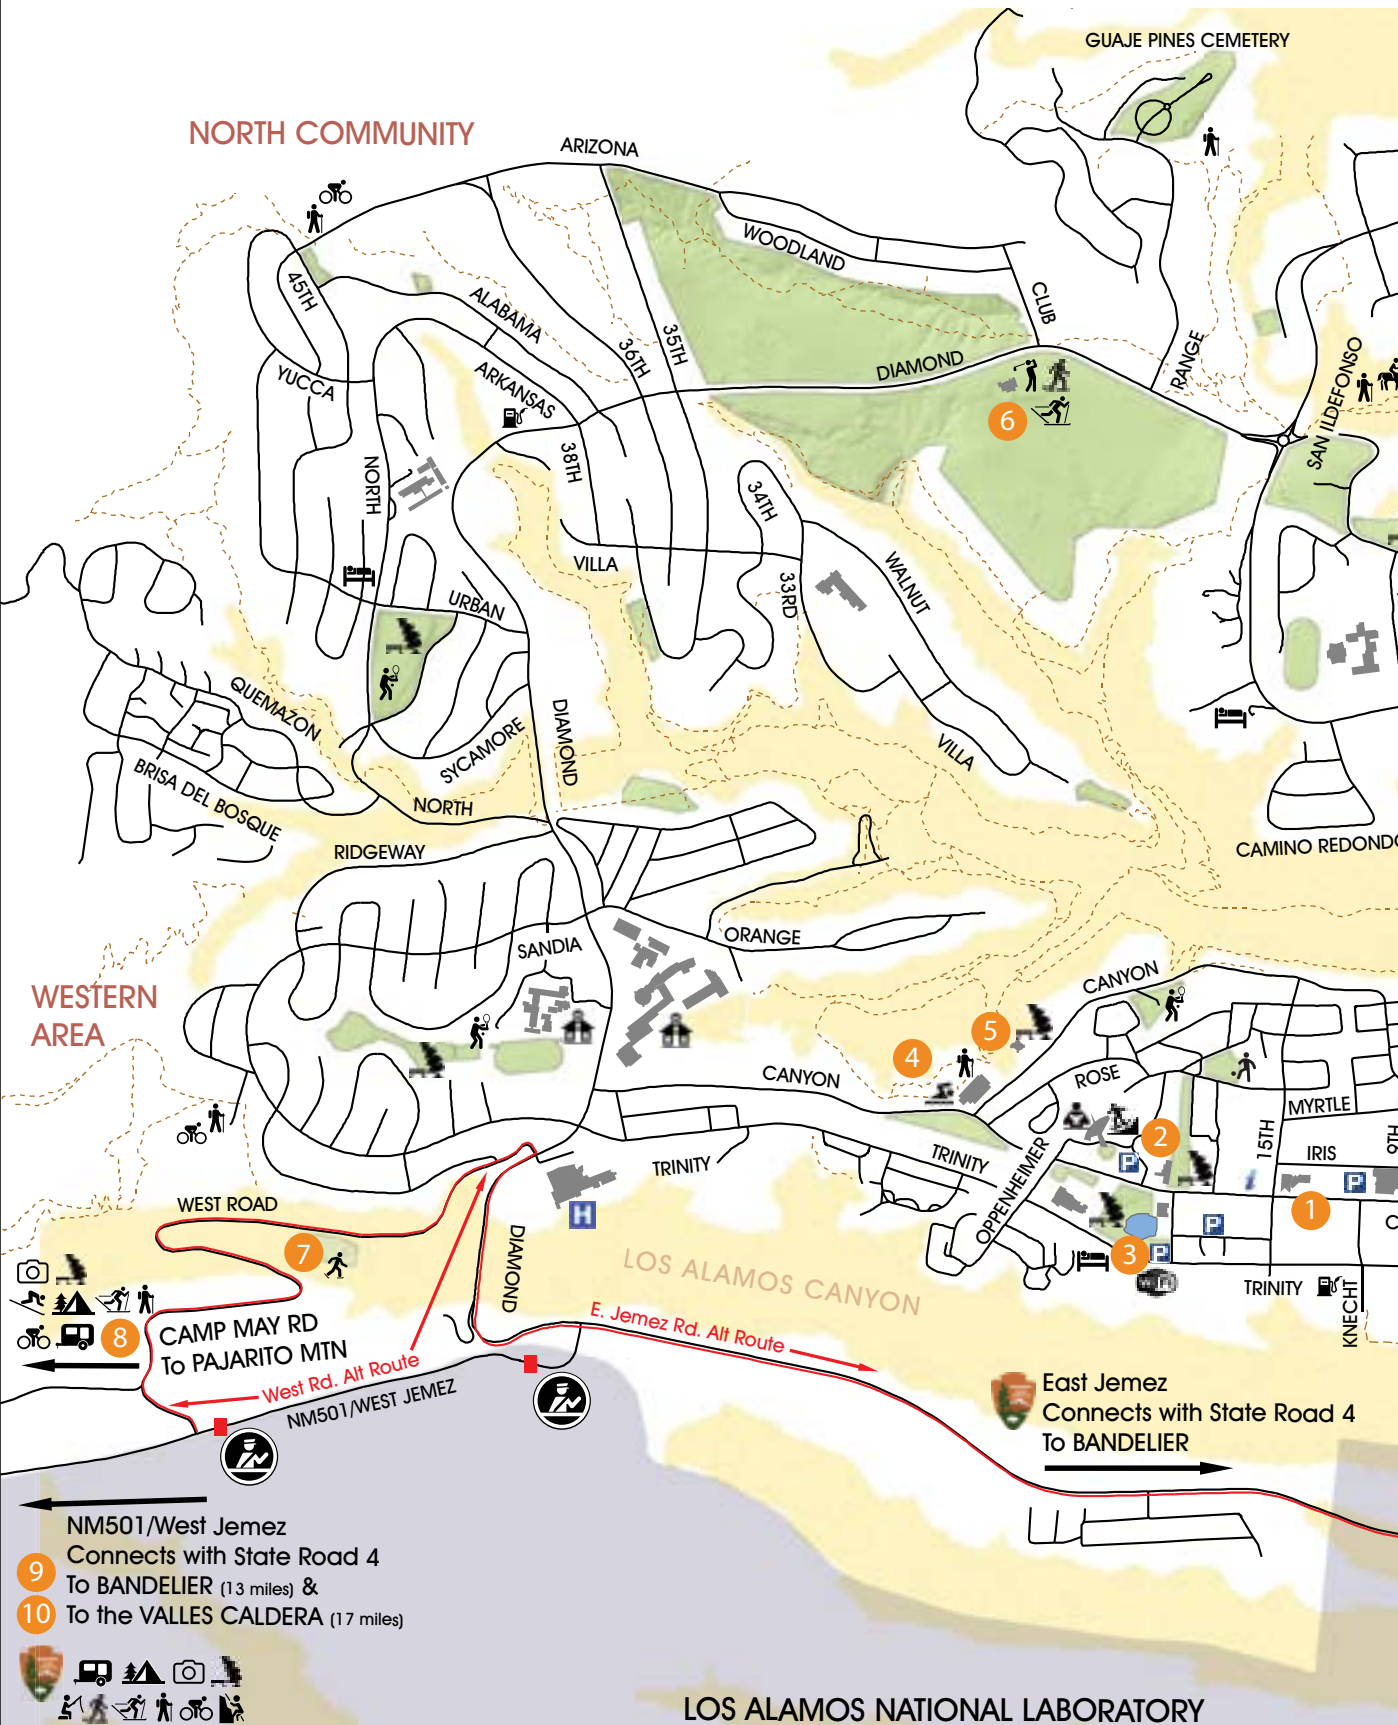 GUAJE PINES CEMETERY
NORTH COMMUNITY
ARIZONA
WOODLAND
45TH
ALABAMA
CLUB
36TH
35TH
RANGE
SAN ILDEFONSO
DIAMOND
YUCCA
ARKANSAS
6
38TH
NORTH
34TH
VILLA
WALNUT
33RD
URBAN
QUEMAZON
SYCAMORE
DIAMOND
VILLA
BRISA DEL BOSQUE
NORTH
CAMINO REDONDO
RIDGEWAY
ORANGE
SANDIA
CANYON
WESTERN
AREA
5
4
CANYON
ROSE
MYRTLE
2
15TH
9TH
TRINITY
TRINITY
OPPENHEIMER
IRIS
P
P
WEST ROAD
H
DIAMOND
1
P
C
3
P
7
LOS ALAMOS CANYON
WiFi
TRINITY
KNECHT
8
CAMP MAY RD
To PAJARITO MTN
E. Jemez Rd. Alt Route
West Rd. Alt Route
NM501/WEST JEMEZ
East Jemez
Connects with State Road 4
To BANDELIER
NM501/West Jemez
Connects with State Road 4
9 To BANDELIER (13 miles) &
10 To the VALLES CALDERA (17 miles)
LOS ALAMOS NATIONAL LABORATORY